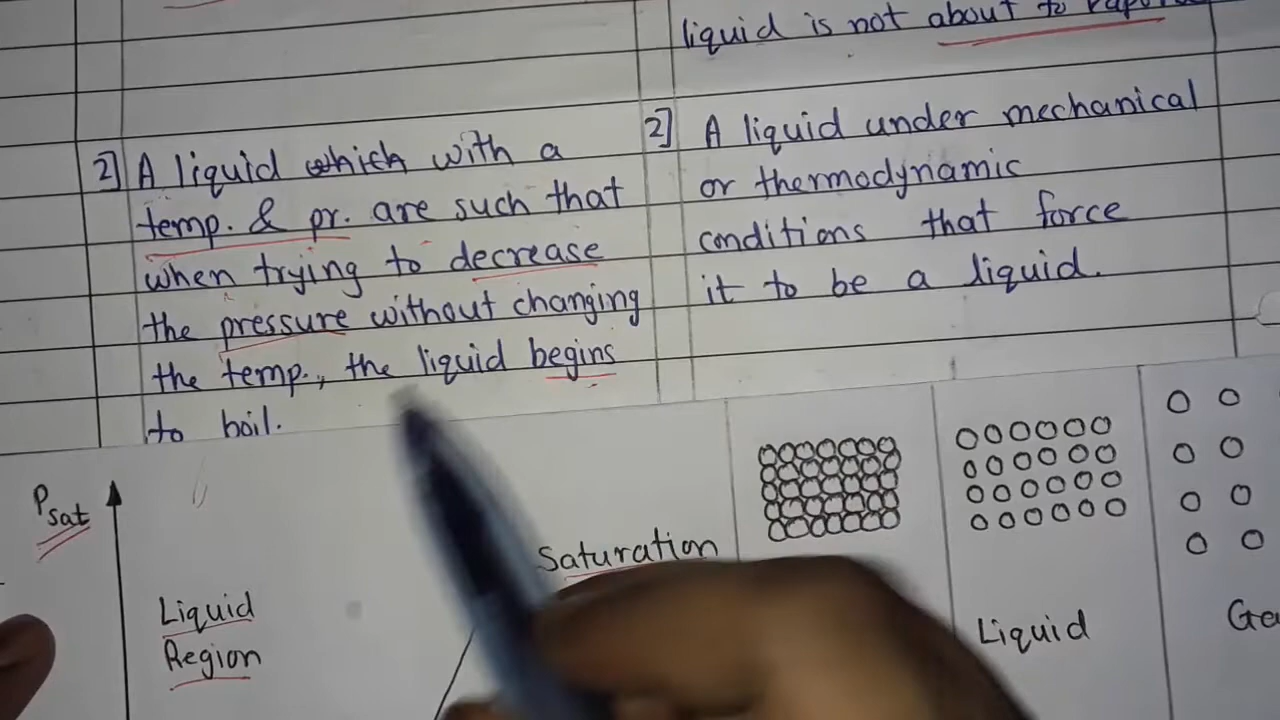 liquid is not about to
2] A liquid which with a
temp. & pr. are such that
when trying to decrease
the pressure without changing
the temp., the liquid begins
to boil.
2] A liquid under mechanical
or thermodynamic
conditions that force
it to be a liquid.
Psat
Liquid
Region
Saturation
Liquid